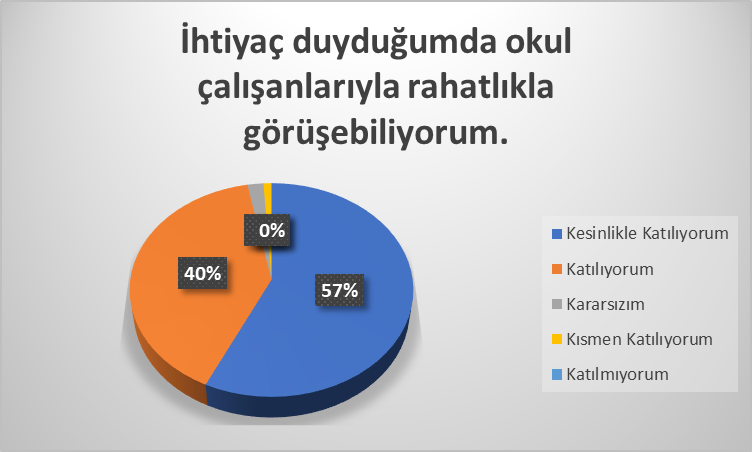 İhtiyaç duyduğumda okul
çalışanlarıyla rahatlıkla
görüşebiliyorum.
0%
40%
57%
Kesinlikle Katılıyorum
Katılıyorum
Kararsızım
Kısmen Katılıyorum
Katılmıyorum